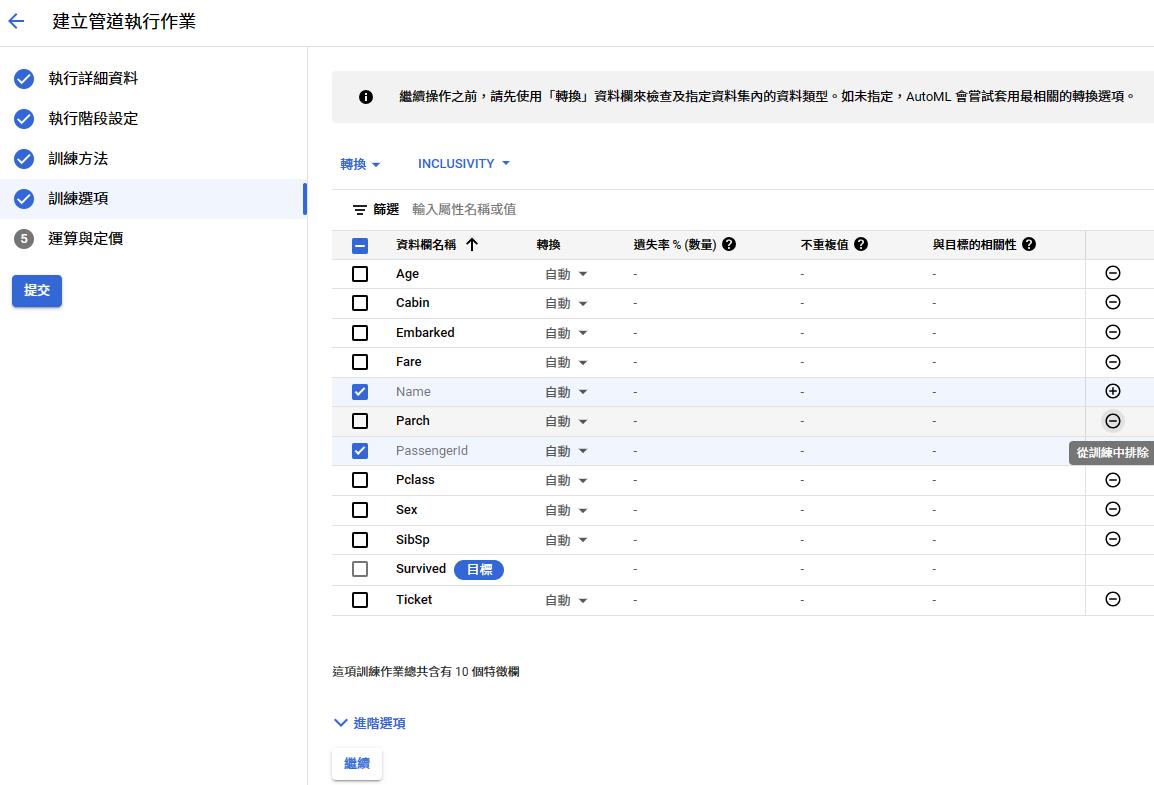 建立管道執行作業
執行詳細資料
執行階段設定
訓練方法
訓練選項
5 運算與定價
提交
繼續操作之前，請先使用「轉換」資料欄來檢查及指定資料集內的資料類型。如未指定，AutoML 會嘗試套用最相關的轉換選項。
轉換 INCLUSIVITY
篩選 輸入屬性名稱或值
資料欄名稱 轉換 遺失率 % (數量) 不重複值 與目標的相關性
Age 自動 - - -
Cabin 自動 - - -
Embarked 自動 - - -
Fare 自動 - - -
Name 自動 - - -
Parch 自動 - - -
PassengerId 自動 - - - 從訓練中排除
Pclass 自動 - - -
Sex 自動 - - -
SibSp 自動 - - -
Survived 目標 - - -
Ticket 自動 - - -
這項訓練作業總共含有 10 個特徵欄
進階選項
繼續